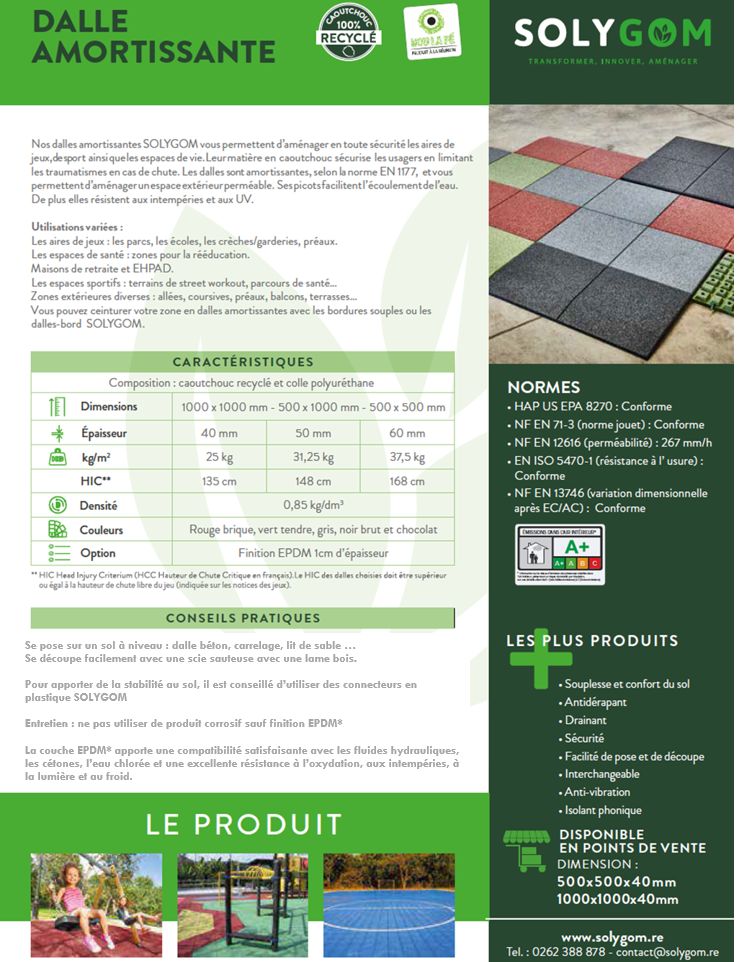 DALLE
AMORTISSANTE
CAOUTCHOUC
100%
RECYCLÉ
NOU LA FÉ
PRODUIT À LA RÉUNION
SOLYGOM
TRANSFORMER, INNOVER, AMÉNAGER
Nos dalles amortissantes SOLYGOM vous permettent d'aménager en toute sécurité les aires de
jeux,de sport ainsi que les espaces de vie. Leur matière en caoutchouc sécurise les usagers en limitant
les traumatismes en cas de chute. Les dalles sont amortissantes, selon la norme EN 1177, et vous
permettent d'aménager un espace extérieur perméable. Ses picots facilitent l'écoulement de l'eau.
De plus elles résistent aux intempéries et aux UV.
Utilisations variées :
Les aires de jeux : les parcs, les écoles, les crèches/garderies, préaux.
Les espaces de santé : zones pour la rééducation.
Maisons de retraite et EHPAD.
Les espaces sportifs : terrains de street workout, parcours de santé...
Zones extérieures diverses : allées, coursives, préaux, balcons, terrasses...
Vous pouvez ceinturer votre zone en dalles amortissantes avec les bordures souples ou les
dalles-bord SOLYGOM.
CARACTÉRISTIQUES
Composition : caoutchouc recyclé et colle polyuréthane
Dimensions 1000 x 1000 mm - 500 x 1000 mm - 500 x 500 mm
Épaisseur 40 mm 50 mm 60 mm
kg/m² 25 kg 31,25 kg 37,5 kg
HIC** 135 cm 148 cm 168 cm
Densité 0,85 kg/dm³
Couleurs Rouge brique, vert tendre, gris, noir brut et chocolat
Option Finition EPDM 1cm d'épaisseur
** HIC Head Injury Criterium (HCC Hauteur de Chute Critique en français). Le HIC des dalles choisies doit être supérieur
ou égal à la hauteur de chute libre du jeu (indiquée sur les notices des jeux).
CONSEILS PRATIQUES
Se pose sur un sol à niveau : dalle béton, carrelage, lit de sable ...
Se découpe facilement avec une scie sauteuse avec une lame bois.
Pour apporter de la stabilité au sol, il est conseillé d'utiliser des connecteurs en
plastique SOLYGOM
Entretien : ne pas utiliser de produit corrosif sauf finition EPDM*
La couche EPDM* apporte une compatibilité satisfaisante avec les fluides hydrauliques,
les cétones, l'eau chlorée et une excellente résistance à l'oxydation, aux intempéries, à
la lumière et au froid.
LE PRODUIT
NORMES
• HAP US EPA 8270 : Conforme
• NF EN 71-3 (norme jouet) : Conforme
• NF EN 12616 (perméabilité) : 267 mm/h
• EN ISO 5470-1 (résistance à l' usure) :
Conforme
• NF EN 13746 (variation dimensionnelle
après EC/AC) : Conforme
ÉMISSIONS DANS L'AIR INTÉRIEUR*
A+
A+ A B C
LES PLUS PRODUITS
• Souplesse et confort du sol
• Antidérapant
• Drainant
• Sécurité
• Facilité de pose et de découpe
• Interchangeable
• Anti-vibration
• Isolant phonique
DISPONIBLE
EN POINTS DE VENTE
DIMENSION :
500x500x40mm
1000x1000x40mm
www.solygom.re
Tel. : 0262 388 878 - contact@solygom.re